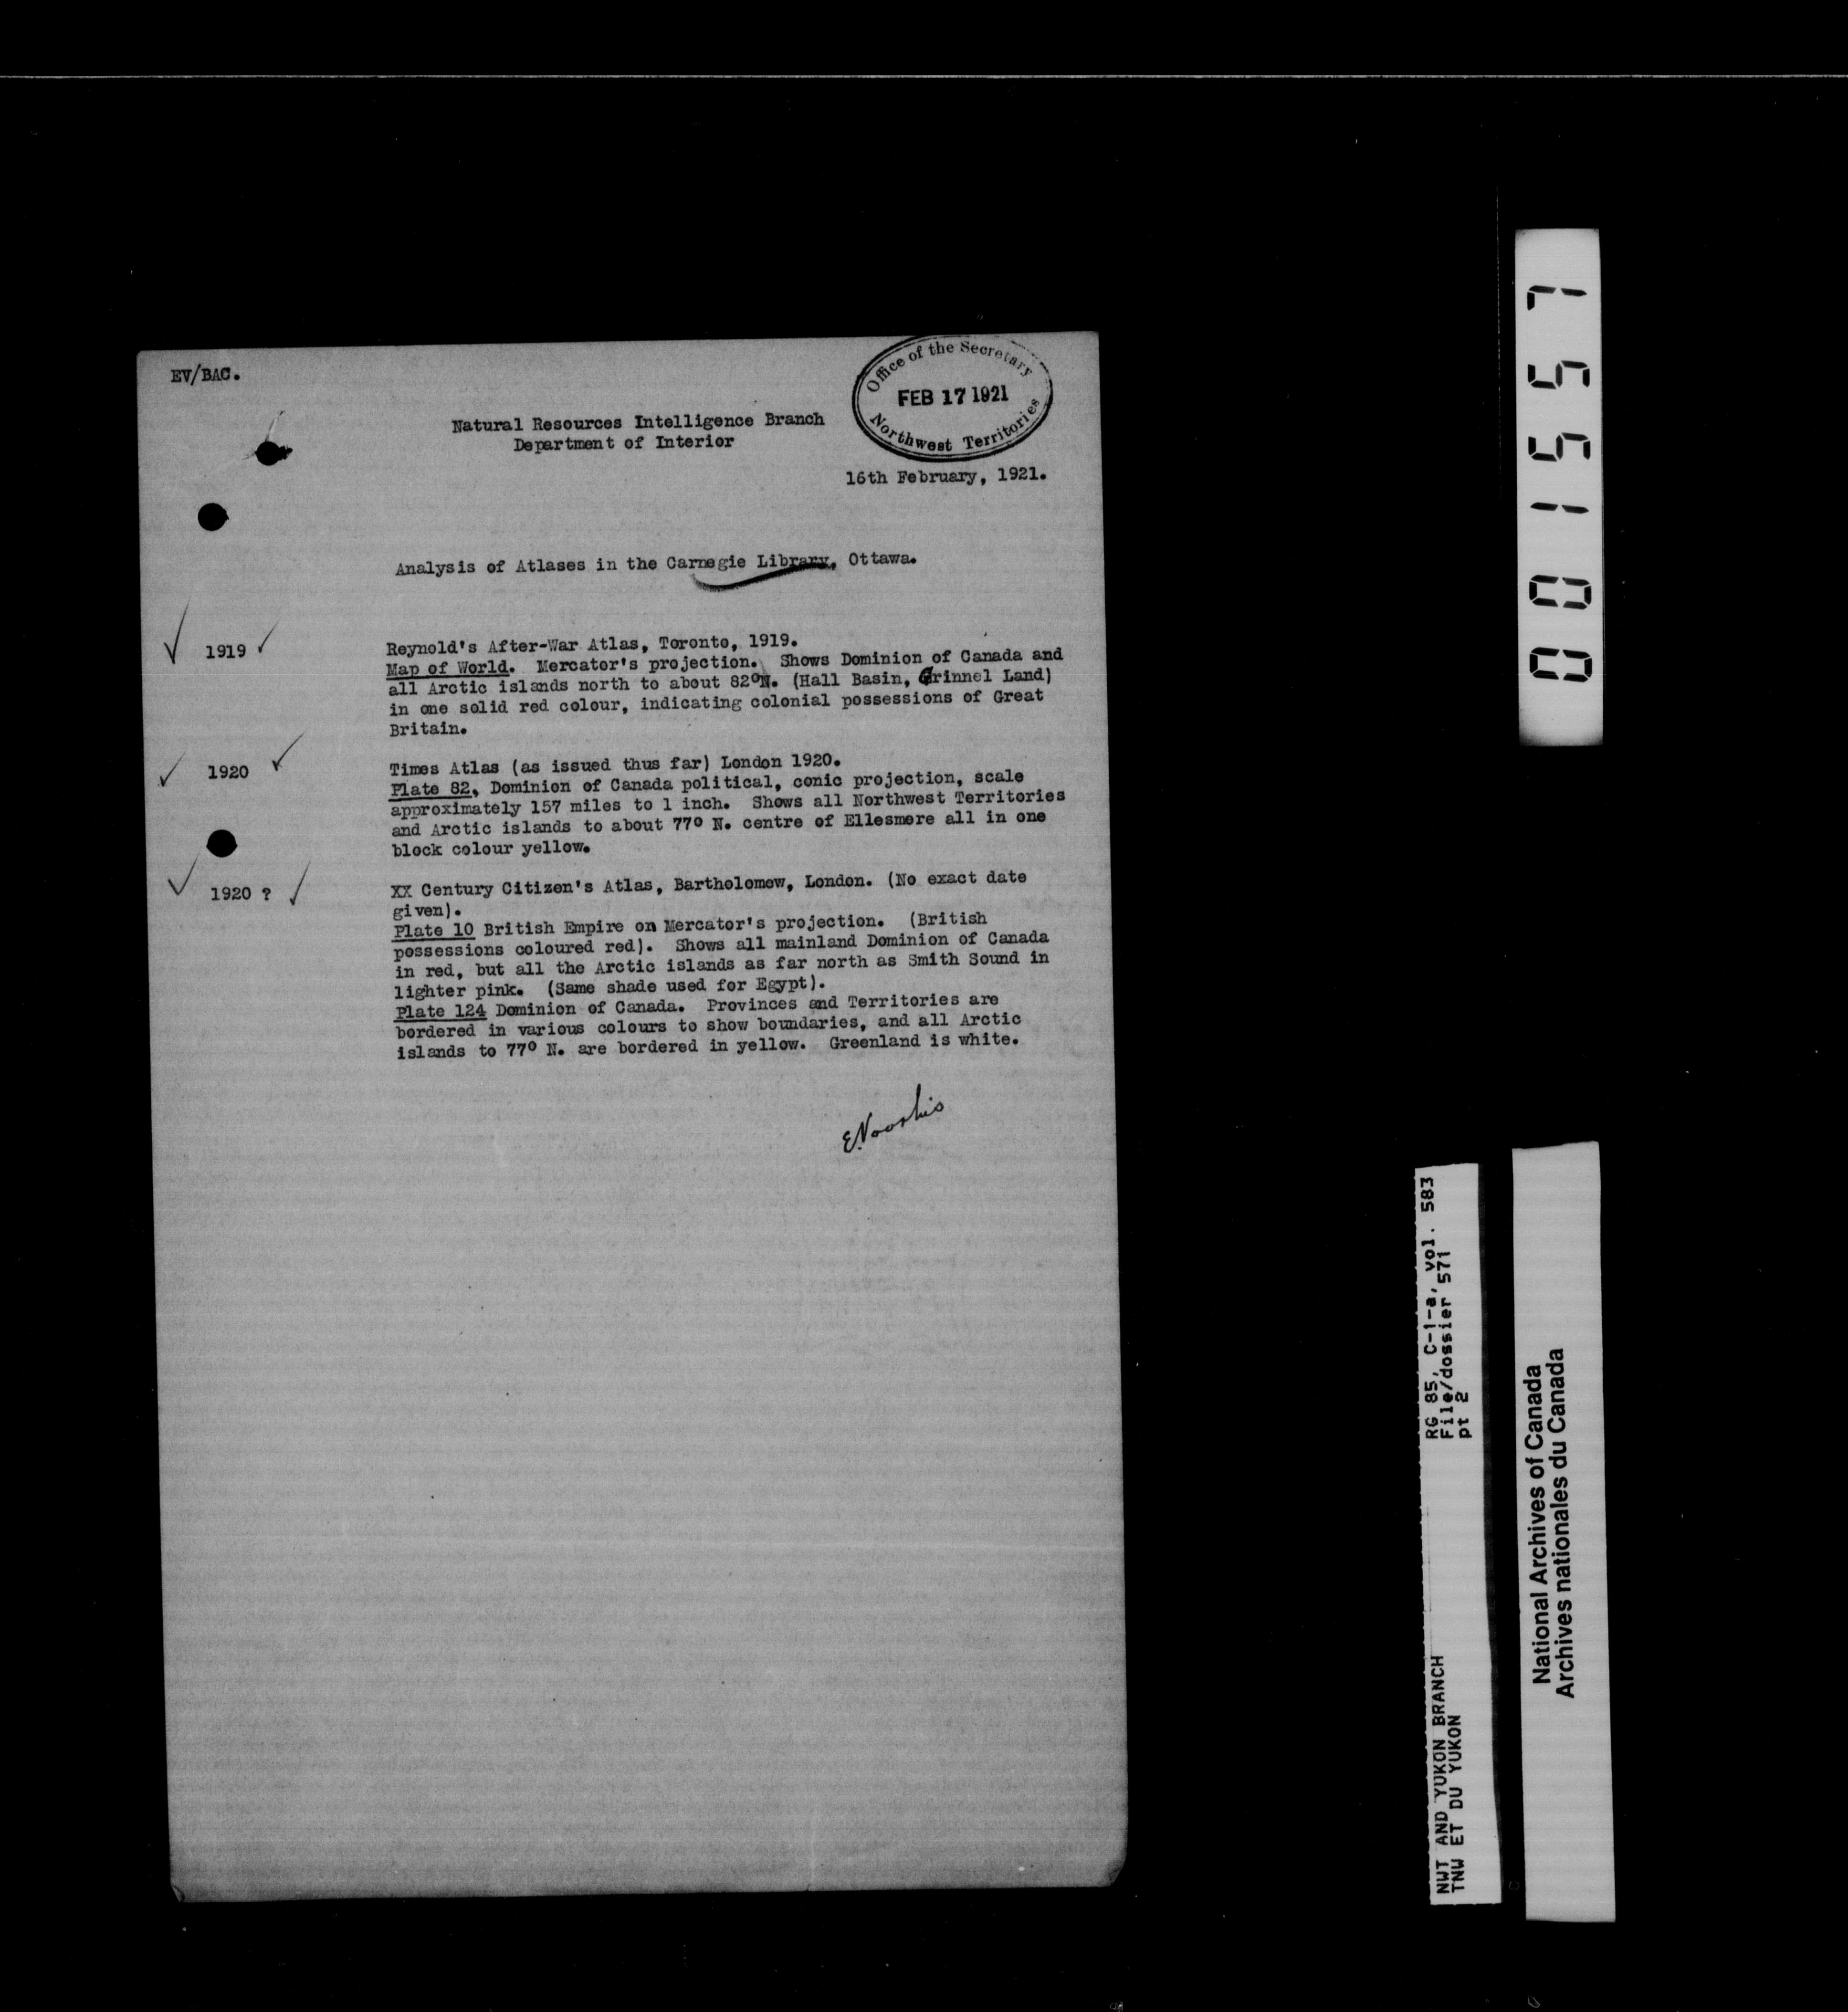 EV/BAC.
Office of the Secretary
FEB 17 1921
Northwest Territories
Natural Resources Intelligence Branch
Department of Interior
16th February, 1921.
Analysis of Atlases in the Carnegie Library, Ottawa.
1919
Reynold's After-War Atlas, Toronto, 1919.
Map of World. Mercator's projection. Shows Dominion of Canada and
all Arctic islands north to about 82ºN. (Hall Basin, Grinnel Land)
in one solid red colour, indicating colonial possessions of Great
Britain.
1920
Times Atlas (as issued thus far) London 1920.
Plate 82, Dominion of Canada political, conic projection, scale
approximately 157 miles to 1 inch. Shows all Northwest Territories
and Arctic islands to about 77º N. centre of Ellesmere all in one
block colour yellow.
1920 ?
XX Century Citizen's Atlas, Bartholomew, London. (No exact date
given).
Plate 10 British Empire on Mercator's projection. (British
possessions coloured red). Shows all mainland Dominion of Canada
in red, but all the Arctic islands as far north as Smith Sound in
lighter pink. (Same shade used for Egypt).
Plate 124 Dominion of Canada. Provinces and Territories are
bordered in various colours to show boundaries, and all Arctic
islands to 77º N. are bordered in yellow. Greenland is white.
E. Voorhis
001557
RG 85, C-1-a, vol. 583
File/dossier 571
pt 2
NWT AND YUKON BRANCH
TNW ET DU YUKON
National Archives of Canada
Archives nationales du Canada